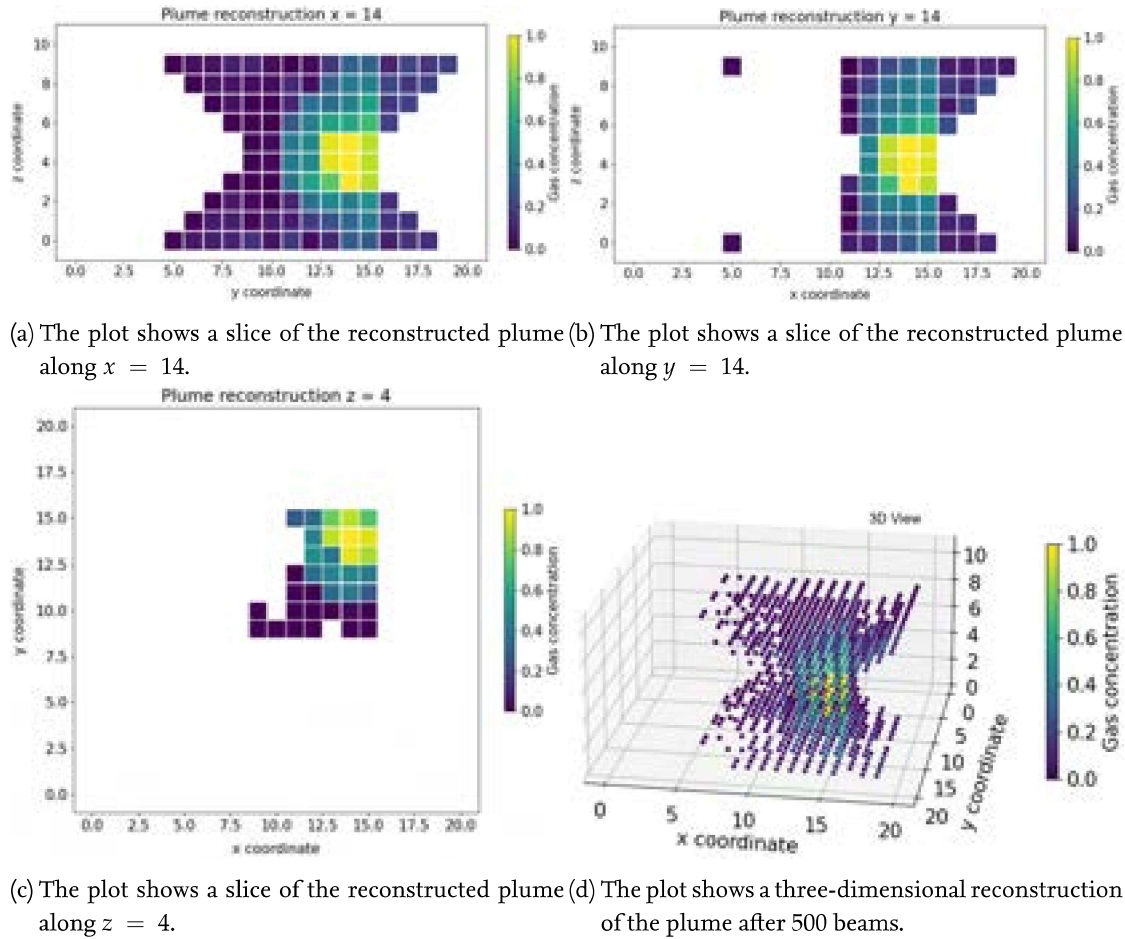 Plume reconstruction x = 14
10
8
6
4
2
0
z coordinate
0.0 2.5 5.0 7.5 10.0 12.5 15.0 17.5 20.0
y coordinate
1.0
0.8
0.6
0.4
0.2
0.0
Gas concentration
Plume reconstruction y = 14
10
8
6
4
2
0
z coordinate
0.0 2.5 5.0 7.5 10.0 12.5 15.0 17.5 20.0
x coordinate
1.0
0.8
0.6
0.4
0.2
0.0
Gas concentration
(a) The plot shows a slice of the reconstructed plume
along x = 14.
(b) The plot shows a slice of the reconstructed plume
along y = 14.
Plume reconstruction z = 4
20.0
17.5
15.0
12.5
10.0
7.5
5.0
2.5
0.0
y coordinate
0.0 2.5 5.0 7.5 10.0 12.5 15.0 17.5 20.0
x coordinate
1.0
0.8
0.6
0.4
0.2
0.0
Gas concentration
3D View
10
8
6
4
2
0
0
5
10
15
20
y coordinate
0 5 10 15 20
x coordinate
1.0
0.8
0.6
0.4
0.2
0.0
Gas concentration
(c) The plot shows a slice of the reconstructed plume
along z = 4.
(d) The plot shows a three-dimensional reconstruction
of the plume after 500 beams.